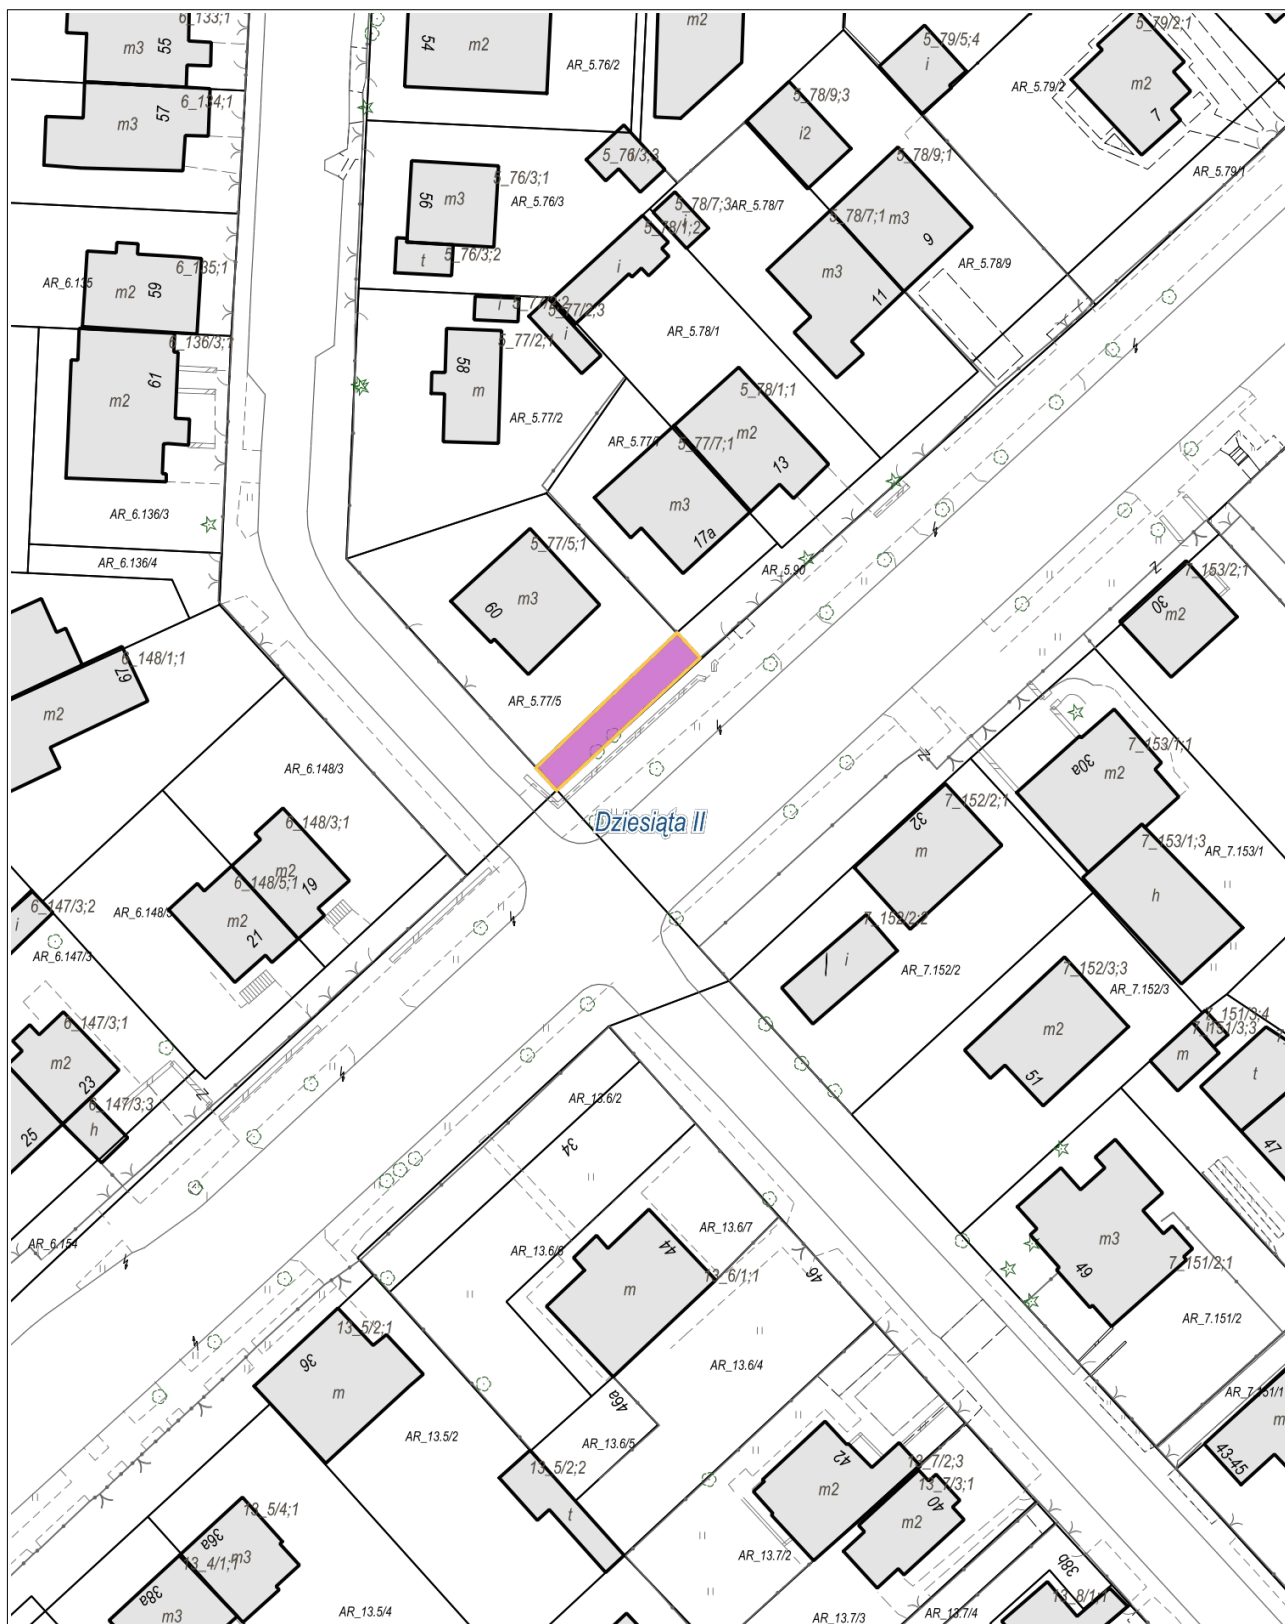 6_133;1
m3
55
54
m2
AR_5.76/2
m2
5_79/5;4
i
AR_5.79/2
5_79/2;1
m2
7
6_134;1
m3
57
5_78/9;3
i2
5_76/3;3
5_78/9;1
AR_5.79/1
56
m3
5_76/3;1
AR_5.76/3
5_78/7;3
AR_5.78/7
5_78/1;2
5_78/7;1
m3
9
AR_5.78/9
5_76/3;2
t
i
m3
11
AR_6.135
6_135;1
m2
59
i
5_77/2;3
i
AR_5.78/1
6_136/3;1
61
m2
5_77/2;1
58
m
AR_5.77/2
5_78/1;1
m2
13
5_77/7;1
m3
17a
AR_6.136/3
AR_6.136/4
AR_5.90
5_77/5;1
m3
60
AR_5.77/5
7_153/2;1
30
m2
6_148/1;1
67
m2
AR_6.148/3
Dziesiąta II
7_153/1;1
30a
m2
7_152/2;1
32
m
7_153/1;3
AR_7.153/1
h
6_148/3;1
m2
19
6_148/5;1
m2
21
6_147/3;2
i
AR_6.147/3
7_152/2;2
i
AR_7.152/2
7_152/3;3
AR_7.152/3
m2
51
7_151/3;4
7_151/3;3
m
t
47
6_147/3;1
m2
23
6_147/3;3
h
25
AR_13.6/2
34
AR_6.154
AR_13.6/7
44
m
13_6/1;1
46
m3
49
7_151/2;1
AR_7.151/2
13_5/2;1
36
m
AR_13.6/4
46a
AR_13.6/5
AR_13.5/2
m
43-45
13_5/2;2
t
42
m2
13_7/2;3
13_7/3;1
40
m2
AR_13.7/2
13_5/4;1
36a
m3
13_4/1;1
38a
m3
AR_13.5/4
38b
13_8/1;1
AR_13.7/3
AR_13.7/4